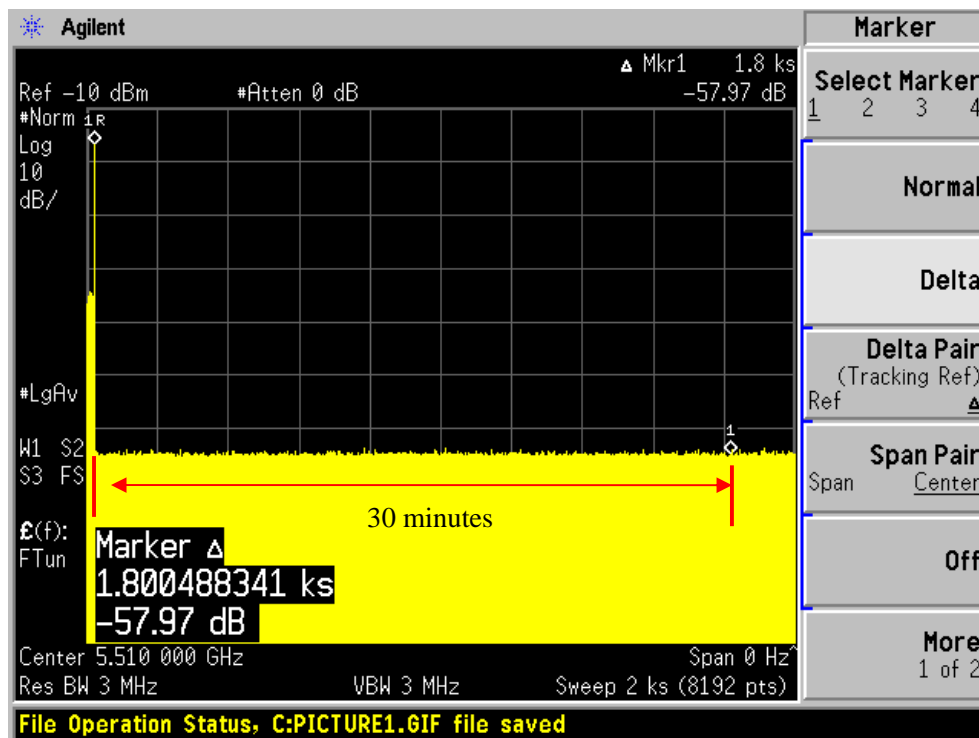 Agilent
Marker
Δ Mkr1 1.8 ks
Ref -10 dBm #Atten 0 dB -57.97 dB
#Norm
Log
10
dB/
1R
#LgAv
W1 S2
S3 FS
£(f):
FTun
1
30 minutes
Marker Δ
1.800488341 ks
-57.97 dB
Center 5.510 000 GHz Span 0 Hz^
Res BW 3 MHz VBW 3 MHz Sweep 2 ks (8192 pts)
File Operation Status, C:PICTURE1.GIF file saved
Select Marker
1 2 3 4
Normal
Delta
Delta Pair
(Tracking Ref)
Ref Δ
Span Pair
Span Center
Off
More
1 of 2